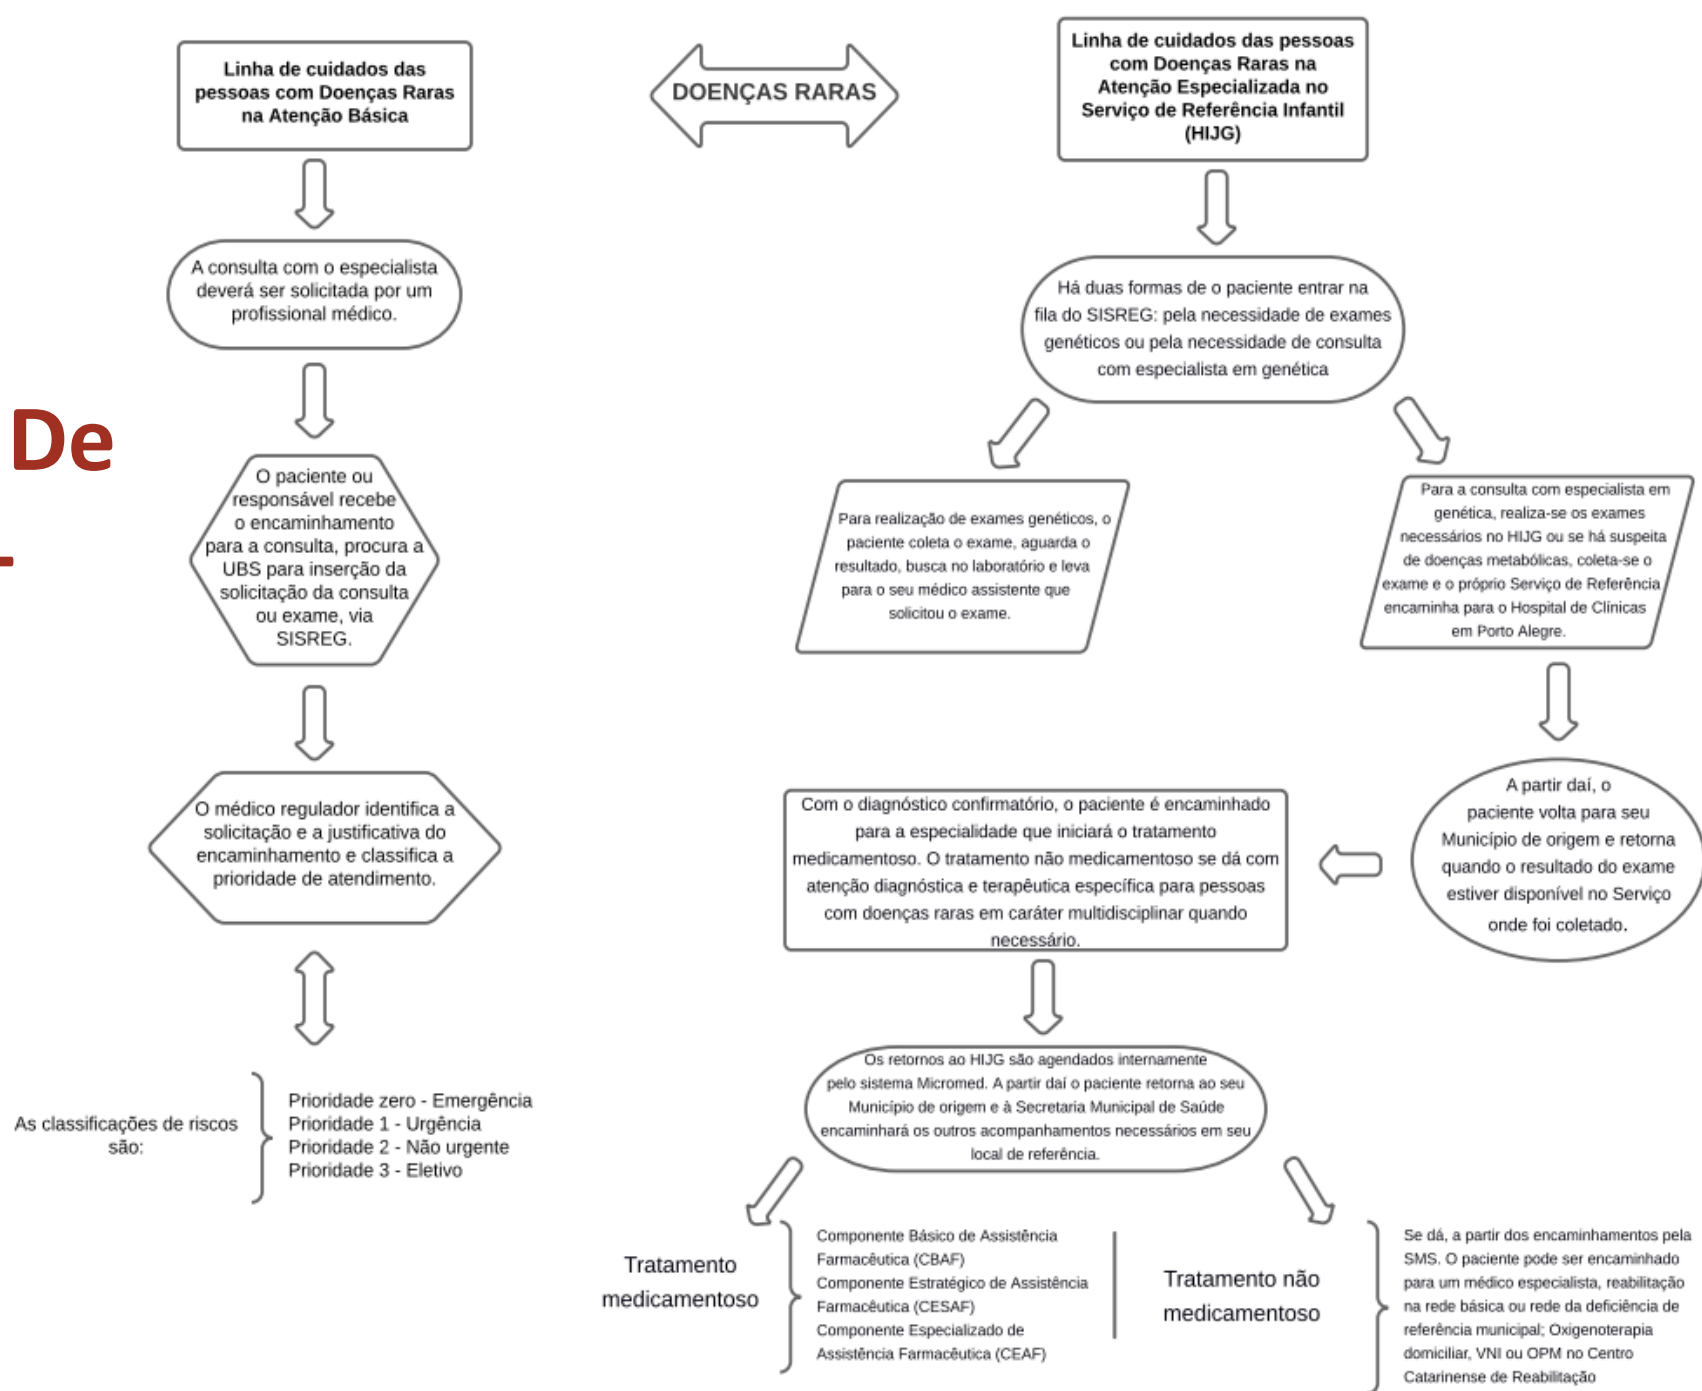 De
Linha de cuidados das
pessoas com Doenças Raras
na Atenção Básica
A consulta com o especialista
deverá ser solicitada por um
profissional médico.
O paciente ou
responsável recebe
o encaminhamento
para a consulta, procura a
UBS para inserção da
solicitação da consulta
ou exame, via
SISREG.
O médico regulador identifica a
solicitação e a justificativa do
encaminhamento e classifica a
prioridade de atendimento.
As classificações de riscos
são:
Prioridade zero - Emergência
Prioridade 1 - Urgência
Prioridade 2 - Não urgente
Prioridade 3 - Eletivo
DOENÇAS RARAS
Linha de cuidados das pessoas
com Doenças Raras na
Atenção Especializada no
Serviço de Referência Infantil
(HIJG)
Há duas formas de o paciente entrar na
fila do SISREG: pela necessidade de exames
genéticos ou pela necessidade de consulta
com especialista em genética
Para realização de exames genéticos, o
paciente coleta o exame, aguarda o
resultado, busca no laboratório e leva
para o seu médico assistente que
solicitou o exame.
Para a consulta com especialista em
genética, realiza-se os exames
necessários no HIJG ou se há suspeita
de doenças metabólicas, coleta-se o
exame e o próprio Serviço de Referência
encaminha para o Hospital de Clínicas
em Porto Alegre.
A partir daí, o
paciente volta para seu
Município de origem e retorna
quando o resultado do exame
estiver disponível no Serviço
onde foi coletado.
Com o diagnóstico confirmatório, o paciente é encaminhado
para a especialidade que iniciará o tratamento
medicamentoso. O tratamento não medicamentoso se dá com
atenção diagnóstica e terapêutica específica para pessoas
com doenças raras em caráter multidisciplinar quando
necessário.
Os retornos ao HIJG são agendados internamente
pelo sistema Micromed. A partir daí o paciente retorna ao seu
Município de origem e à Secretaria Municipal de Saúde
encaminhará os outros acompanhamentos necessários em seu
local de referência.
Tratamento
medicamentoso
Componente Básico de Assistência
Farmacêutica (CBAF)
Componente Estratégico de Assistência
Farmacêutica (CESAF)
Componente Especializado de
Assistência Farmacêutica (CEAF)
Tratamento não
medicamentoso
Se dá, a partir dos encaminhamentos pela
SMS. O paciente pode ser encaminhado
para um médico especialista, reabilitação
na rede básica ou rede da deficiência de
referência municipal; Oxigenoterapia
domiciliar, VNI ou OPM no Centro
Catarinense de Reabilitação